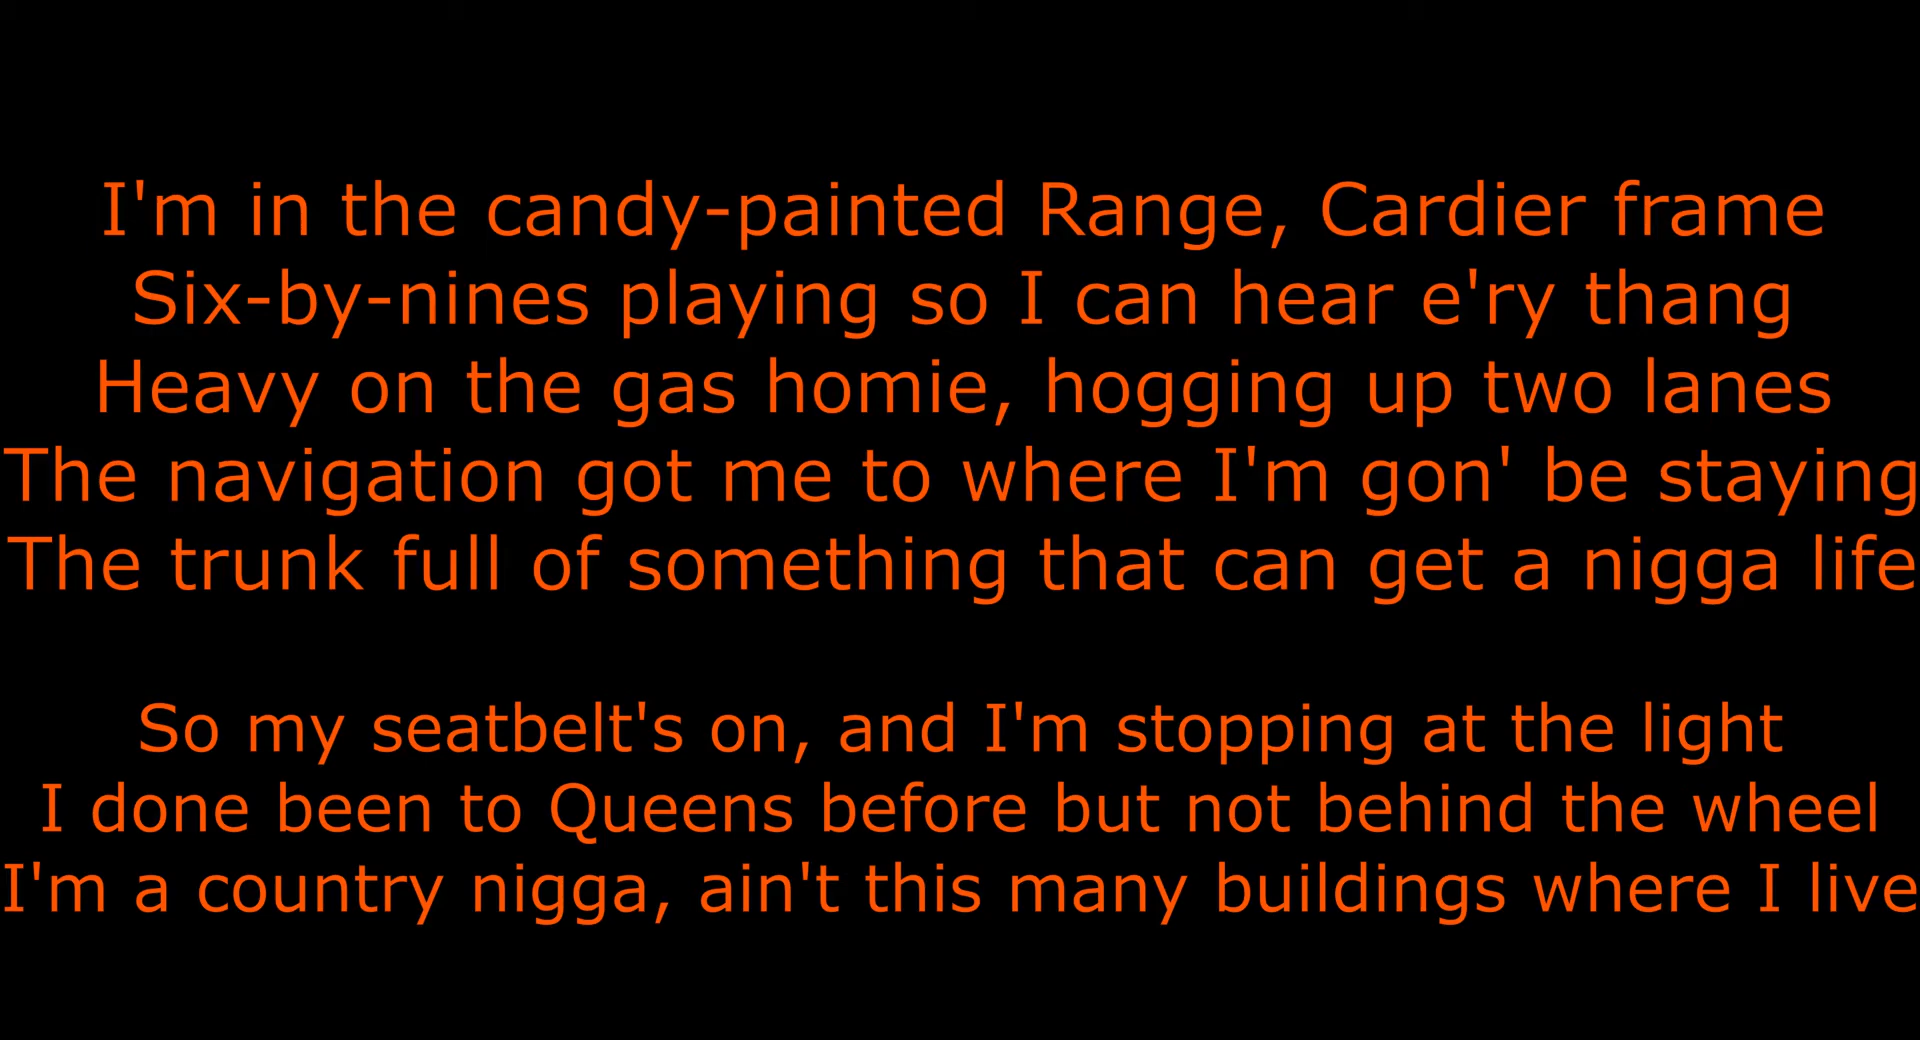 I'm in the candy-painted Range, Cardier frame
Six-by-nines playing so I can hear e'ry thang
Heavy on the gas homie, hogging up two lanes
The navigation got me to where I'm gon' be staying
The trunk full of something that can get a nigga life
So my seatbelt's on, and I'm stopping at the light
I done been to Queens before but not behind the wheel
I'm a country nigga, ain't this many buildings where I live